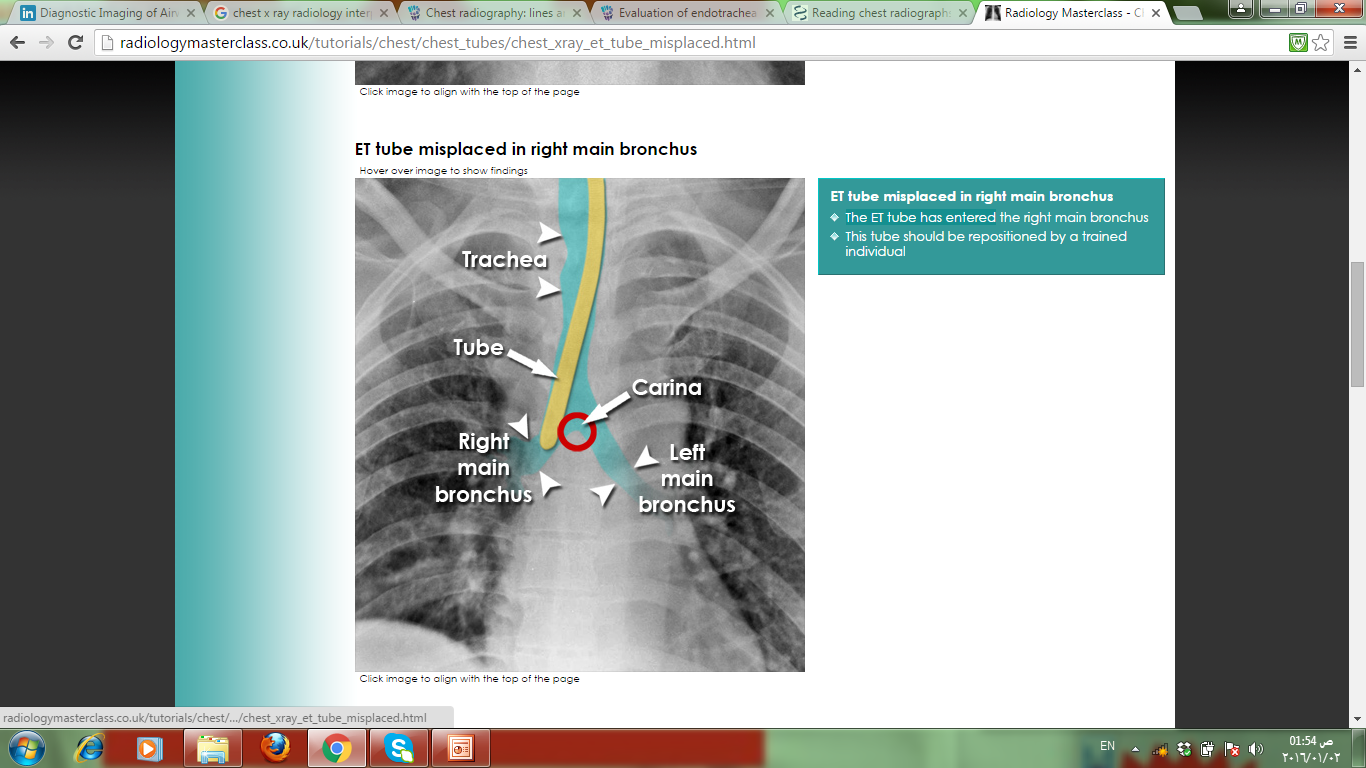 Diagnostic Imaging of Air
chest x ray radiology inter
Chest radiography: lines a
Evaluation of endotrachea
Reading chest radiograph
Radiology Masterclass - C
radiologymasterclass.co.uk/tutorials/chest/chest_tubes/chest_xray_et_tube_misplaced.html
Click image to align with the top of the page
ET tube misplaced in right main bronchus
Hover over image to show findings
ET tube misplaced in right main bronchus
The ET tube has entered the right main bronchus
This tube should be repositioned by a trained
individual
Trachea
Tube
Carina
Right
main
bronchus
Left
main
bronchus
Click image to align with the top of the page
radiologymasterclass.co.uk/tutorials/chest/.../chest_xray_et_tube_misplaced.html
EN
01:54 ص
٢٠١٦/٠١/٠٢